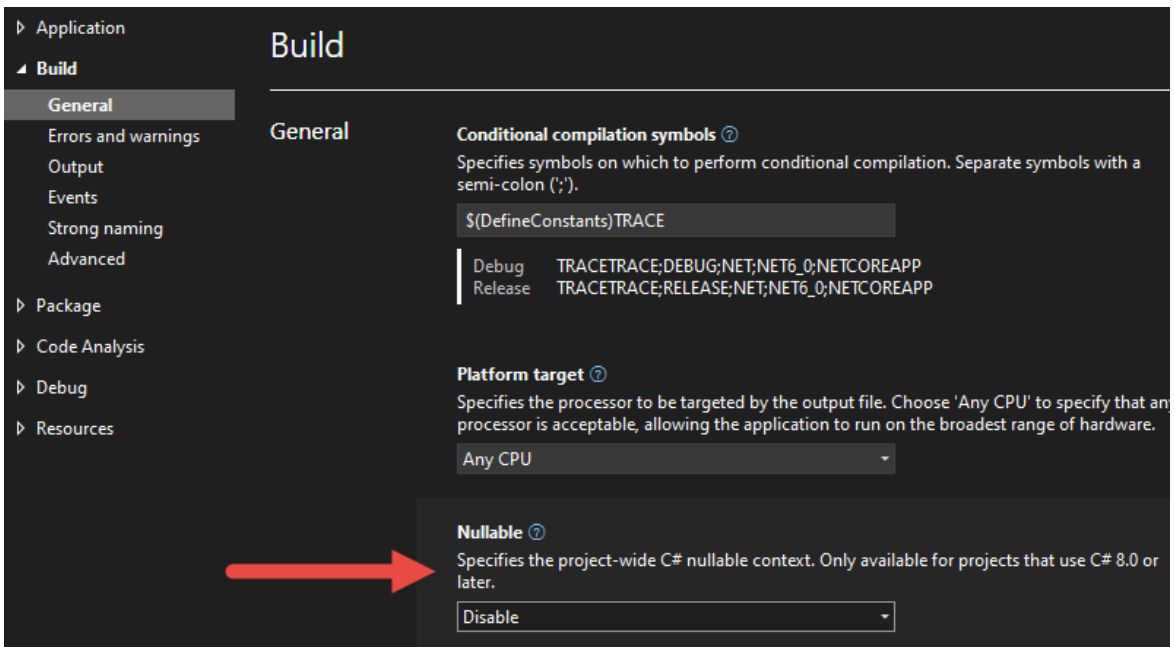 Application
Build
General
Errors and warnings
Output
Events
Strong naming
Advanced
Package
Code Analysis
Debug
Resources
Build
General
Conditional compilation symbols
Specifies symbols on which to perform conditional compilation. Separate symbols with a
semi-colon (';').
$(DefineConstants)TRACE
Debug TRACETRACE;DEBUG;NET;NET6_0;NETCOREAPP
Release TRACETRACE;RELEASE;NET;NET6_0;NETCOREAPP
Platform target
Specifies the processor to be targeted by the output file. Choose 'Any CPU' to specify that any
processor is acceptable, allowing the application to run on the broadest range of hardware.
Any CPU
Nullable
Specifies the project-wide C# nullable context. Only available for projects that use C# 8.0 or
later.
Disable